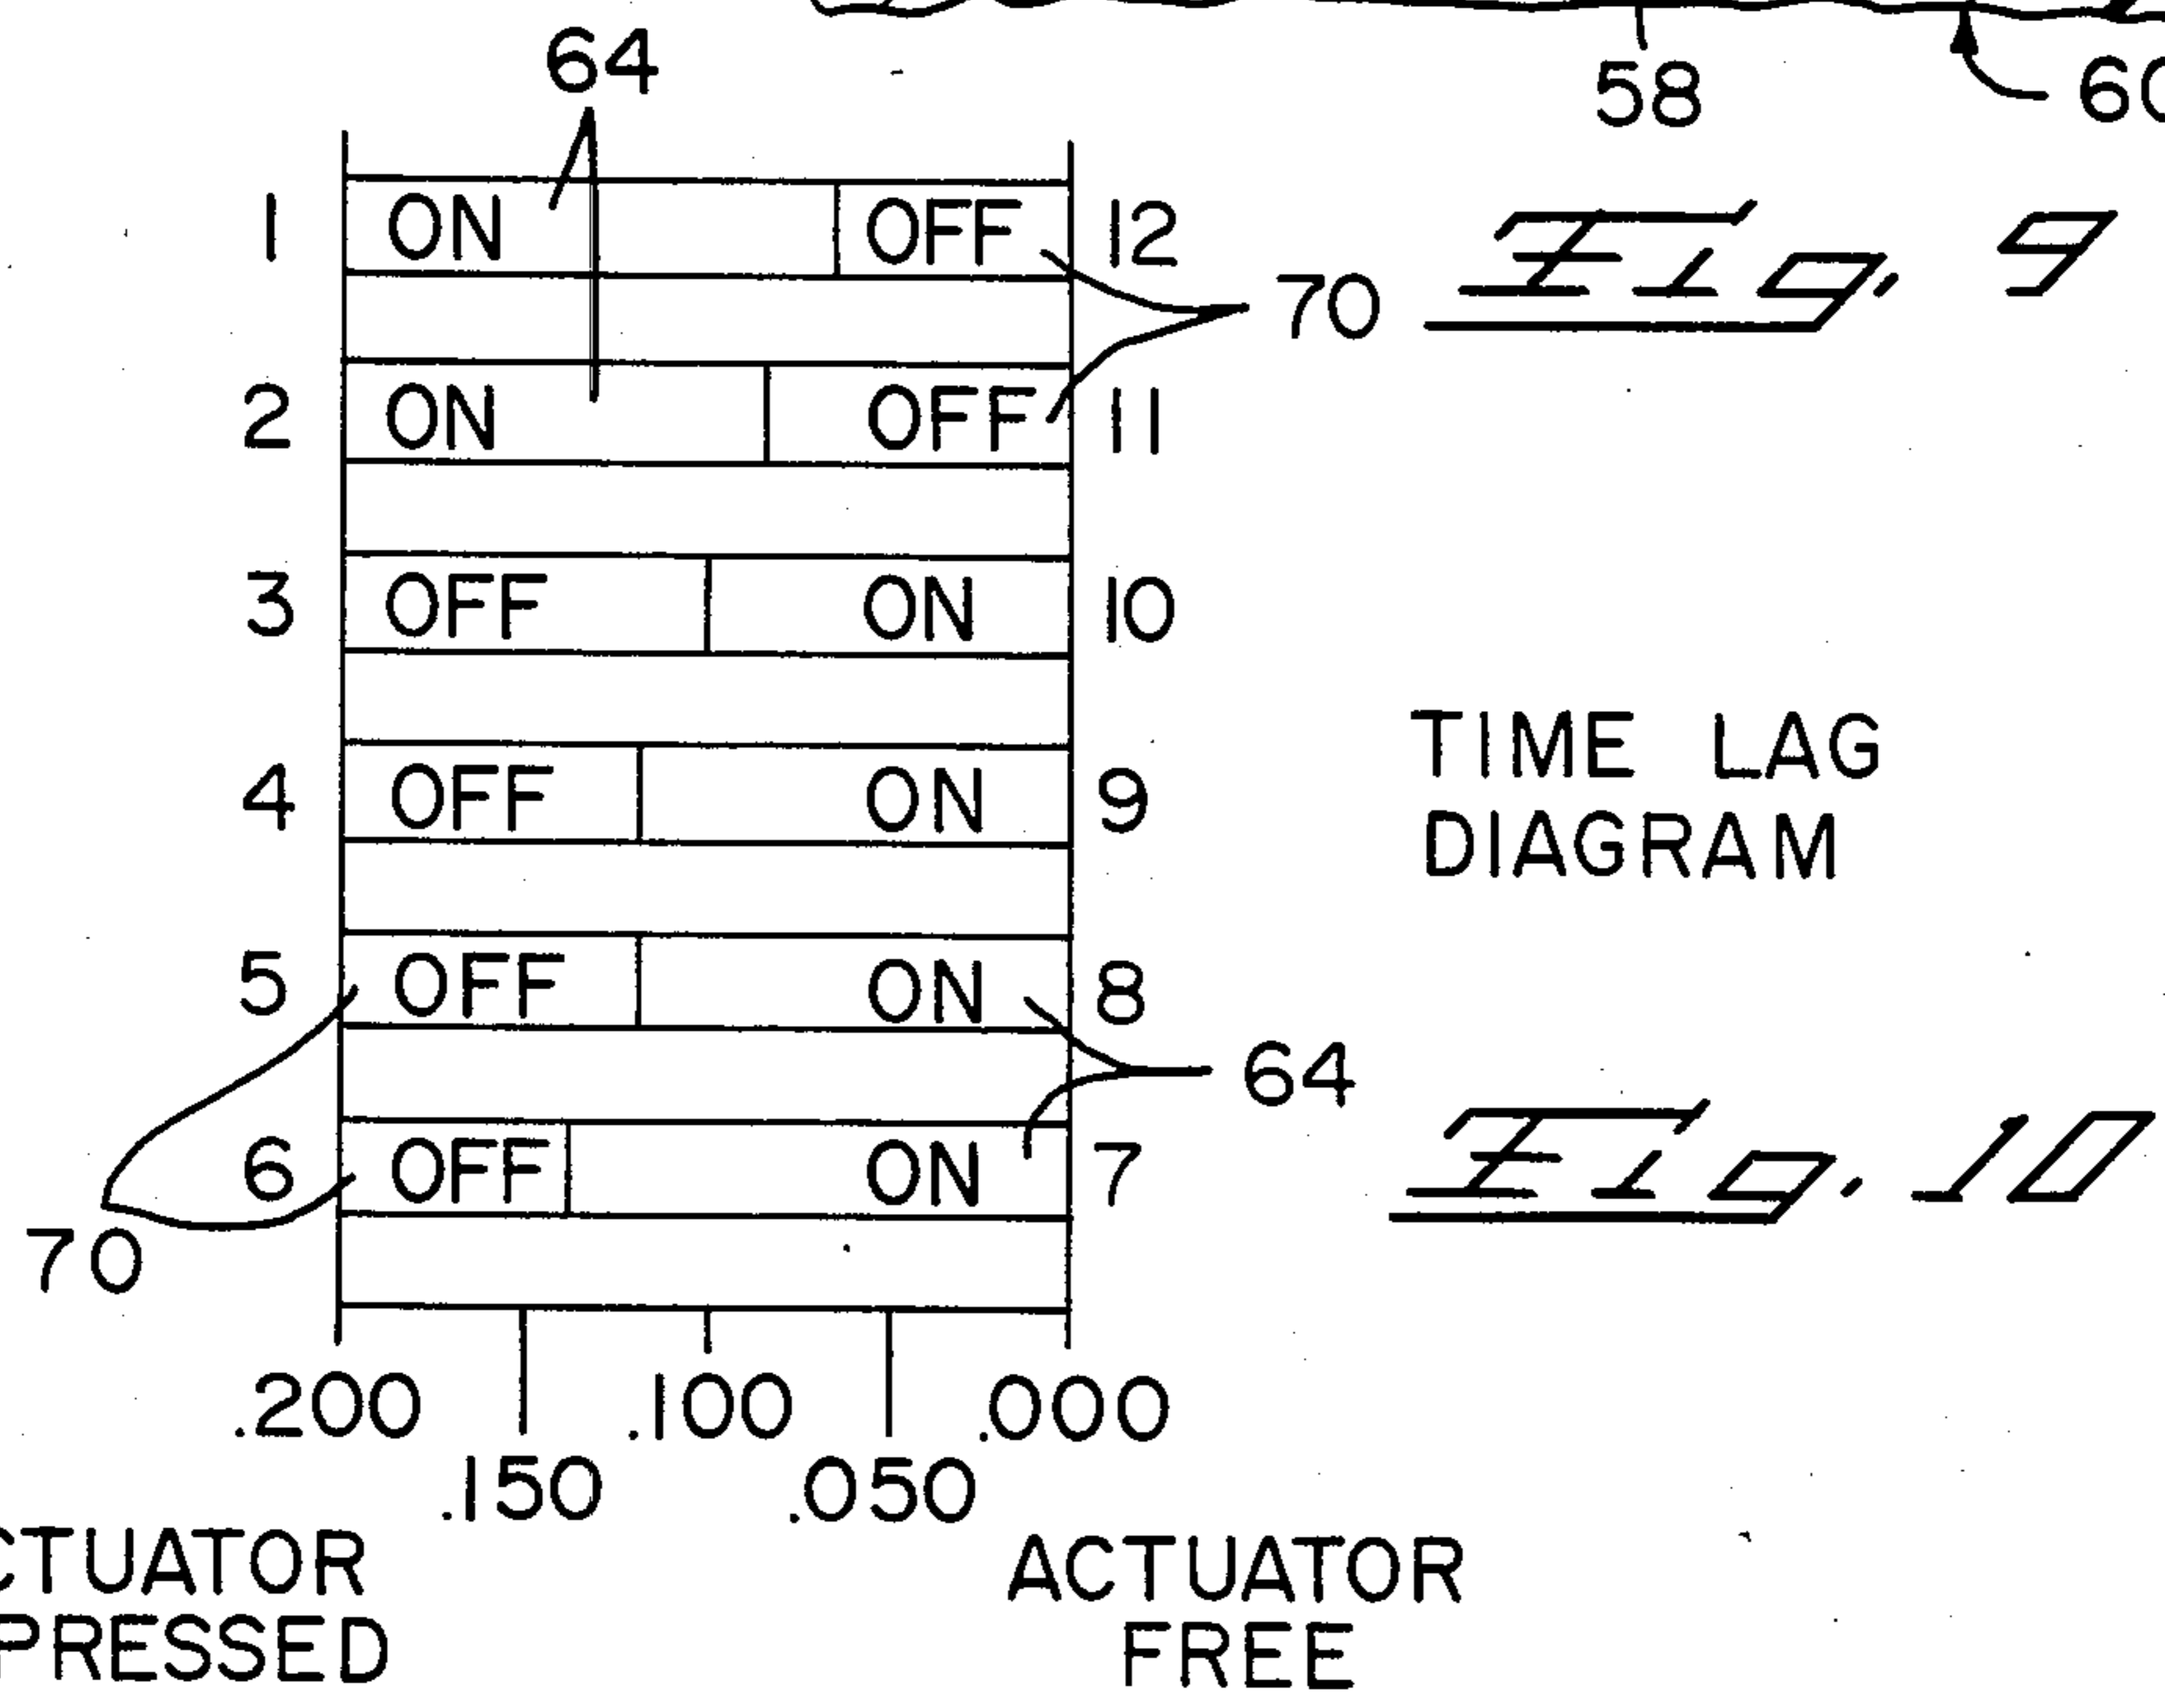 64
58
60
1 ON OFF 12
70
Fig. 9
2 ON OFF 11
3 OFF ON 10
TIME LAG
DIAGRAM
4 OFF ON 9
5 OFF ON 8
64
6 OFF ON 7
Fig. 10
70
.200 .100 .000
.150 .050
CTUATOR
PRESSED
ACTUATOR
FREE